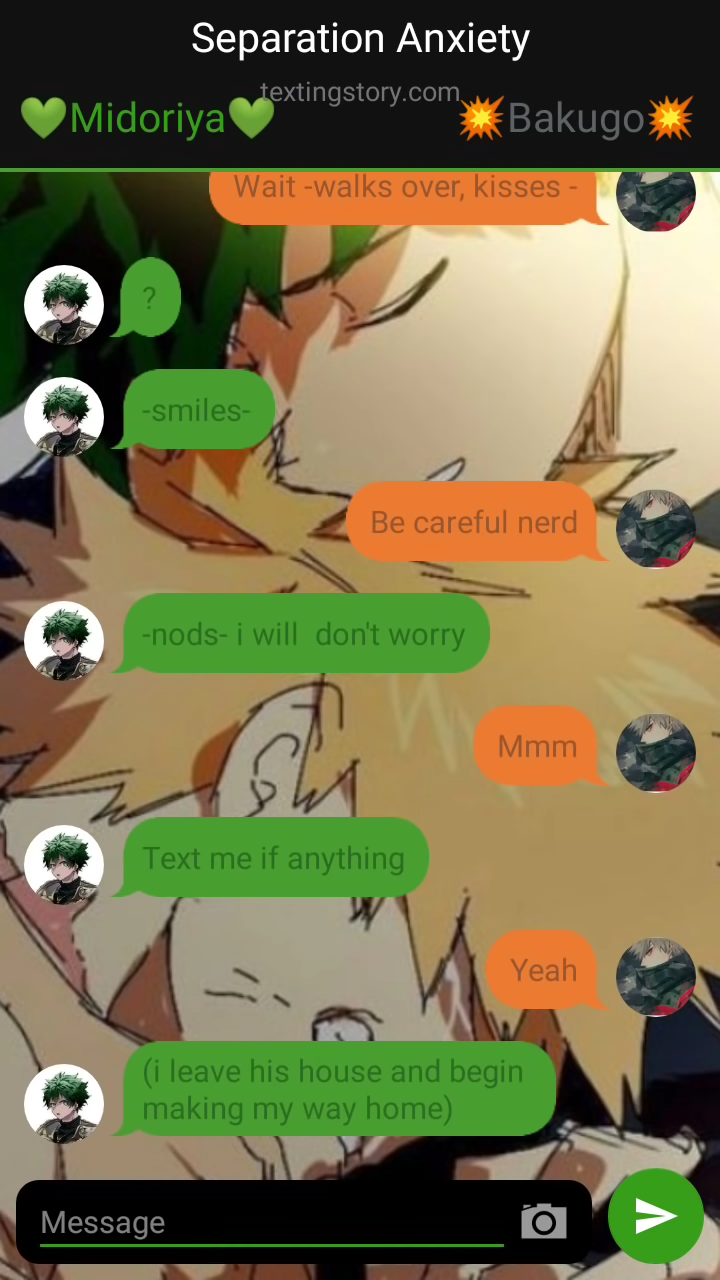 Separation Anxiety
textingstory.com
💚Midoriya💚
💥Bakugo💥
Wait -walks over, kisses -
?
-smiles-
Be careful nerd
-nods- i will don't worry
Mmm
Text me if anything
Yeah
(i leave his house and begin
making my way home)
Message